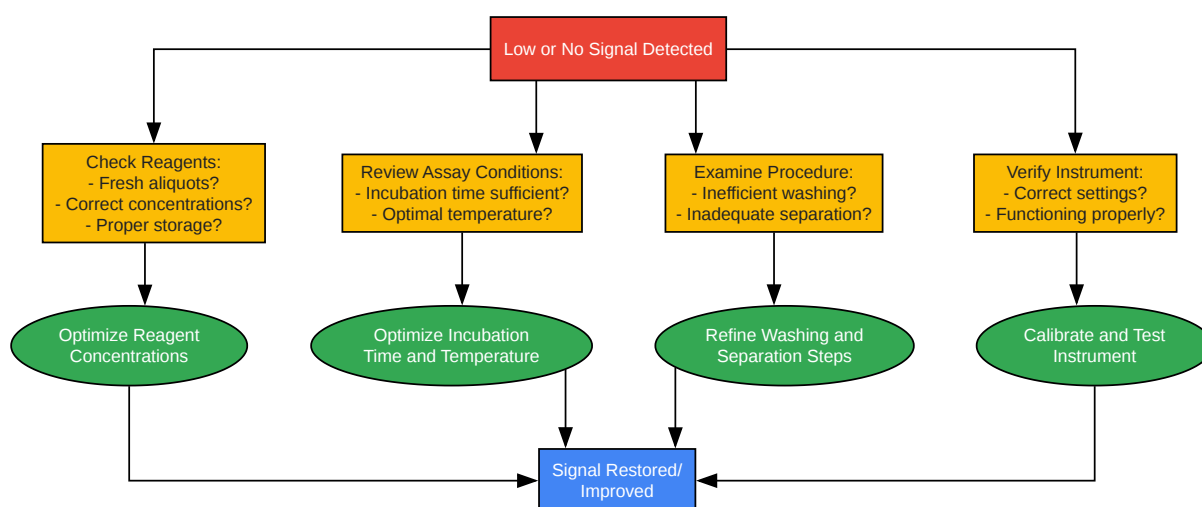 Low or No Signal Detected
Check Reagents:
- Fresh aliquots?
- Correct concentrations?
- Proper storage?
Review Assay Conditions:
- Incubation time sufficient?
- Optimal temperature?
Examine Procedure:
- Inefficient washing?
- Inadequate separation?
Verify Instrument:
- Correct settings?
- Functioning properly?
Optimize Reagent
Concentrations
Optimize Incubation
Time and Temperature
Refine Washing and
Separation Steps
Calibrate and Test
Instrument
Signal Restored/
Improved